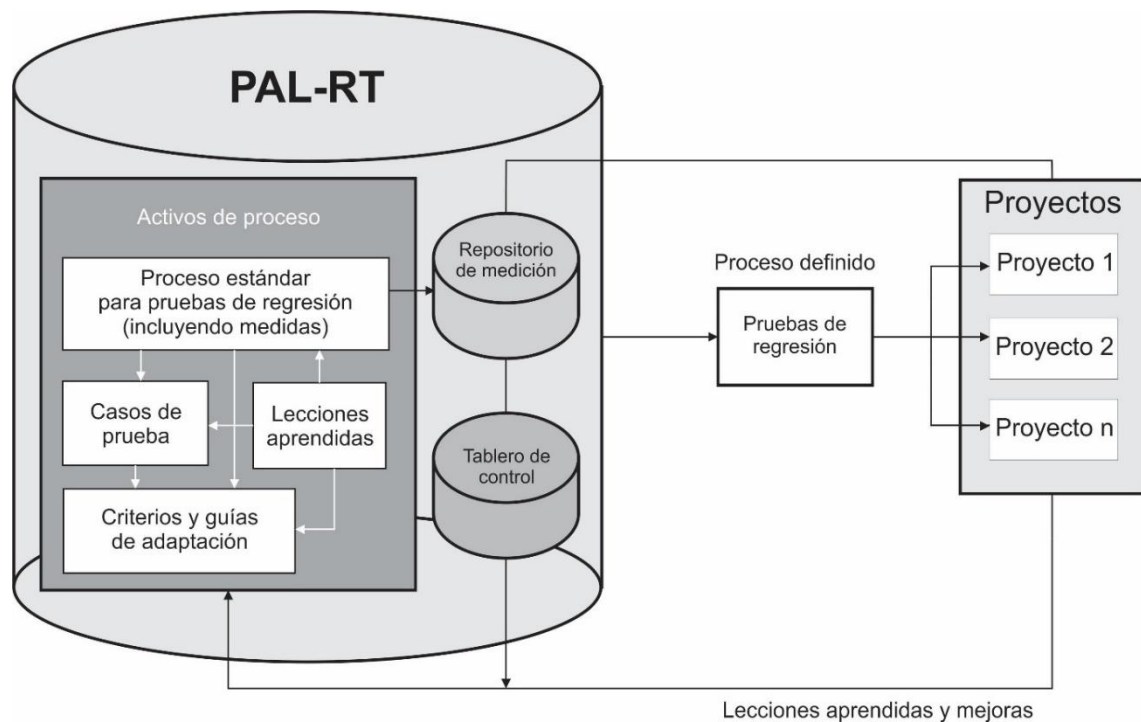 PAL-RT
Activos de proceso
Proceso estándar
para pruebas de regresión
(incluyendo medidas)
Casos de
prueba
Lecciones
aprendidas
Criterios y guías
de adaptación
Repositorio
de medición
Tablero de
control
Proceso definido
Pruebas de
regresión
Proyectos
Proyecto 1
Proyecto 2
Proyecto n
Lecciones aprendidas y mejoras